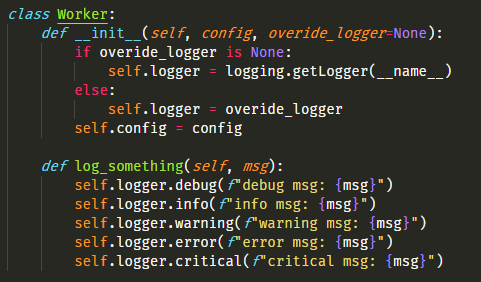 class Worker:
    def __init__(self, config, overide_logger=None):
        if overide_logger is None:
            self.logger = logging.getLogger(__name__)
        else:
            self.logger = overide_logger
        self.config = config

    def log_something(self, msg):
        self.logger.debug(f"debug msg: {msg}")
        self.logger.info(f"info msg: {msg}")
        self.logger.warning(f"warning msg: {msg}")
        self.logger.error(f"error msg: {msg}")
        self.logger.critical(f"critical msg: {msg}")